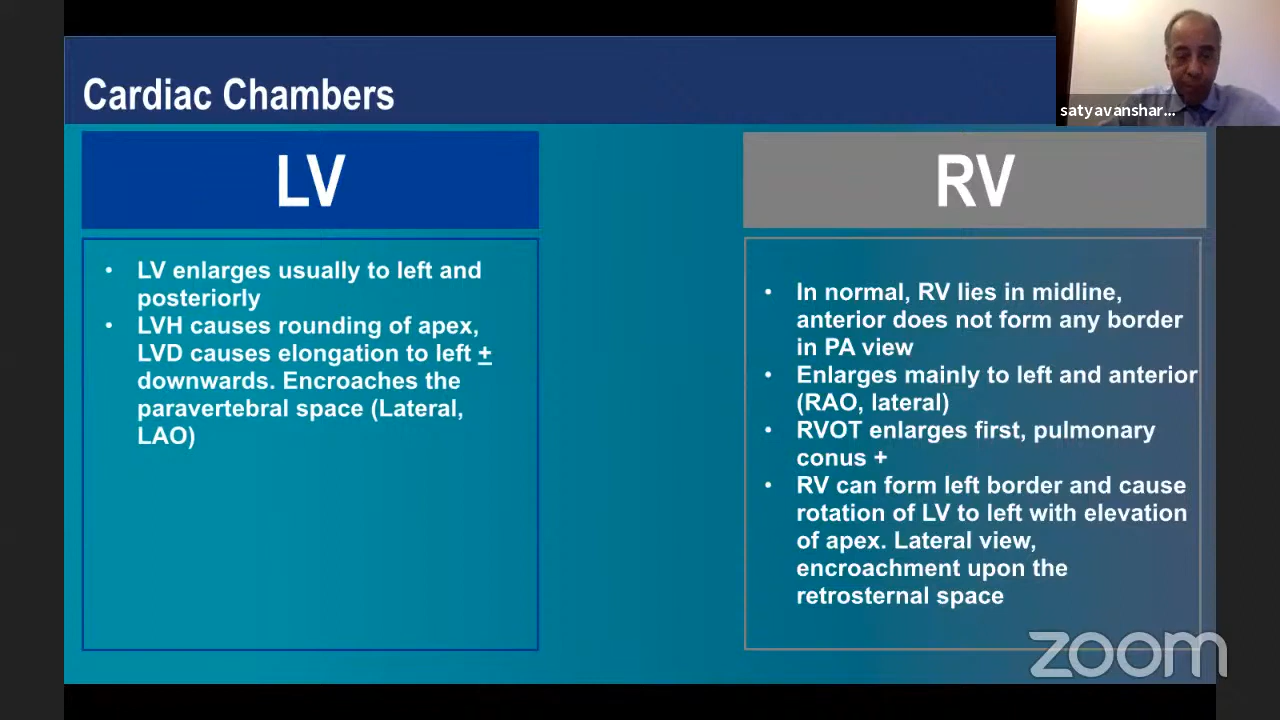 Cardiac Chambers
satyavanshar...
LV
LV enlarges usually to left and
posteriorly
LVH causes rounding of apex,
LVD causes elongation to left ±
downwards. Encroaches the
paravertebral space (Lateral,
LAO)
RV
In normal, RV lies in midline,
anterior does not form any border
in PA view
Enlarges mainly to left and anterior
(RAO, lateral)
RVOT enlarges first, pulmonary
conus +
RV can form left border and cause
rotation of LV to left with elevation
of apex. Lateral view,
encroachment upon the
retrosternal space
zoom